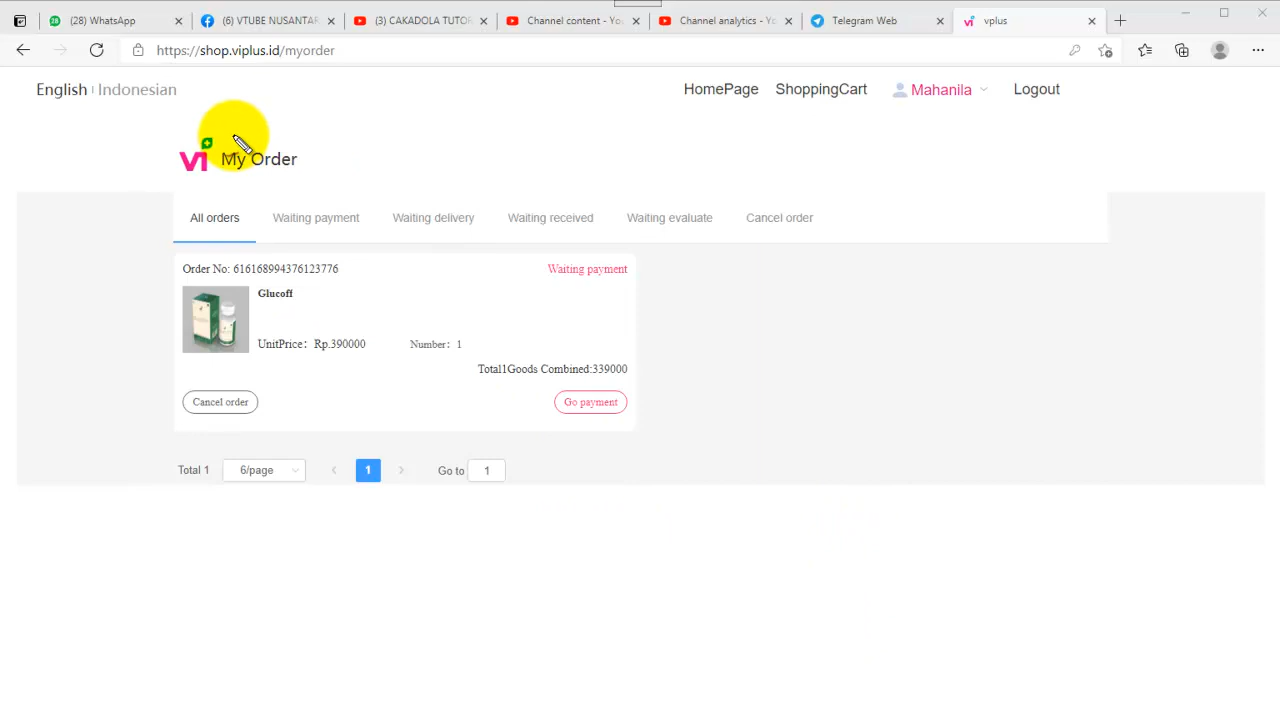 (28) WhatsApp (6) VTUBE NUSANTAR (3) CAKADOLA TUTOR Channel content - You Channel analytics - Yo Telegram Web vplus
https://shop.viplus.id/myorder
English Indonesian HomePage ShoppingCart Mahanila Logout
Vi My Order
All orders Waiting payment Waiting delivery Waiting received Waiting evaluate Cancel order
Order No: 616168994376123776 Waiting payment
Glucoff
UnitPrice: Rp.390000 Number: 1
Total1Goods Combined:339000
Cancel order Go payment
Total 1 6/page 1 Go to 1